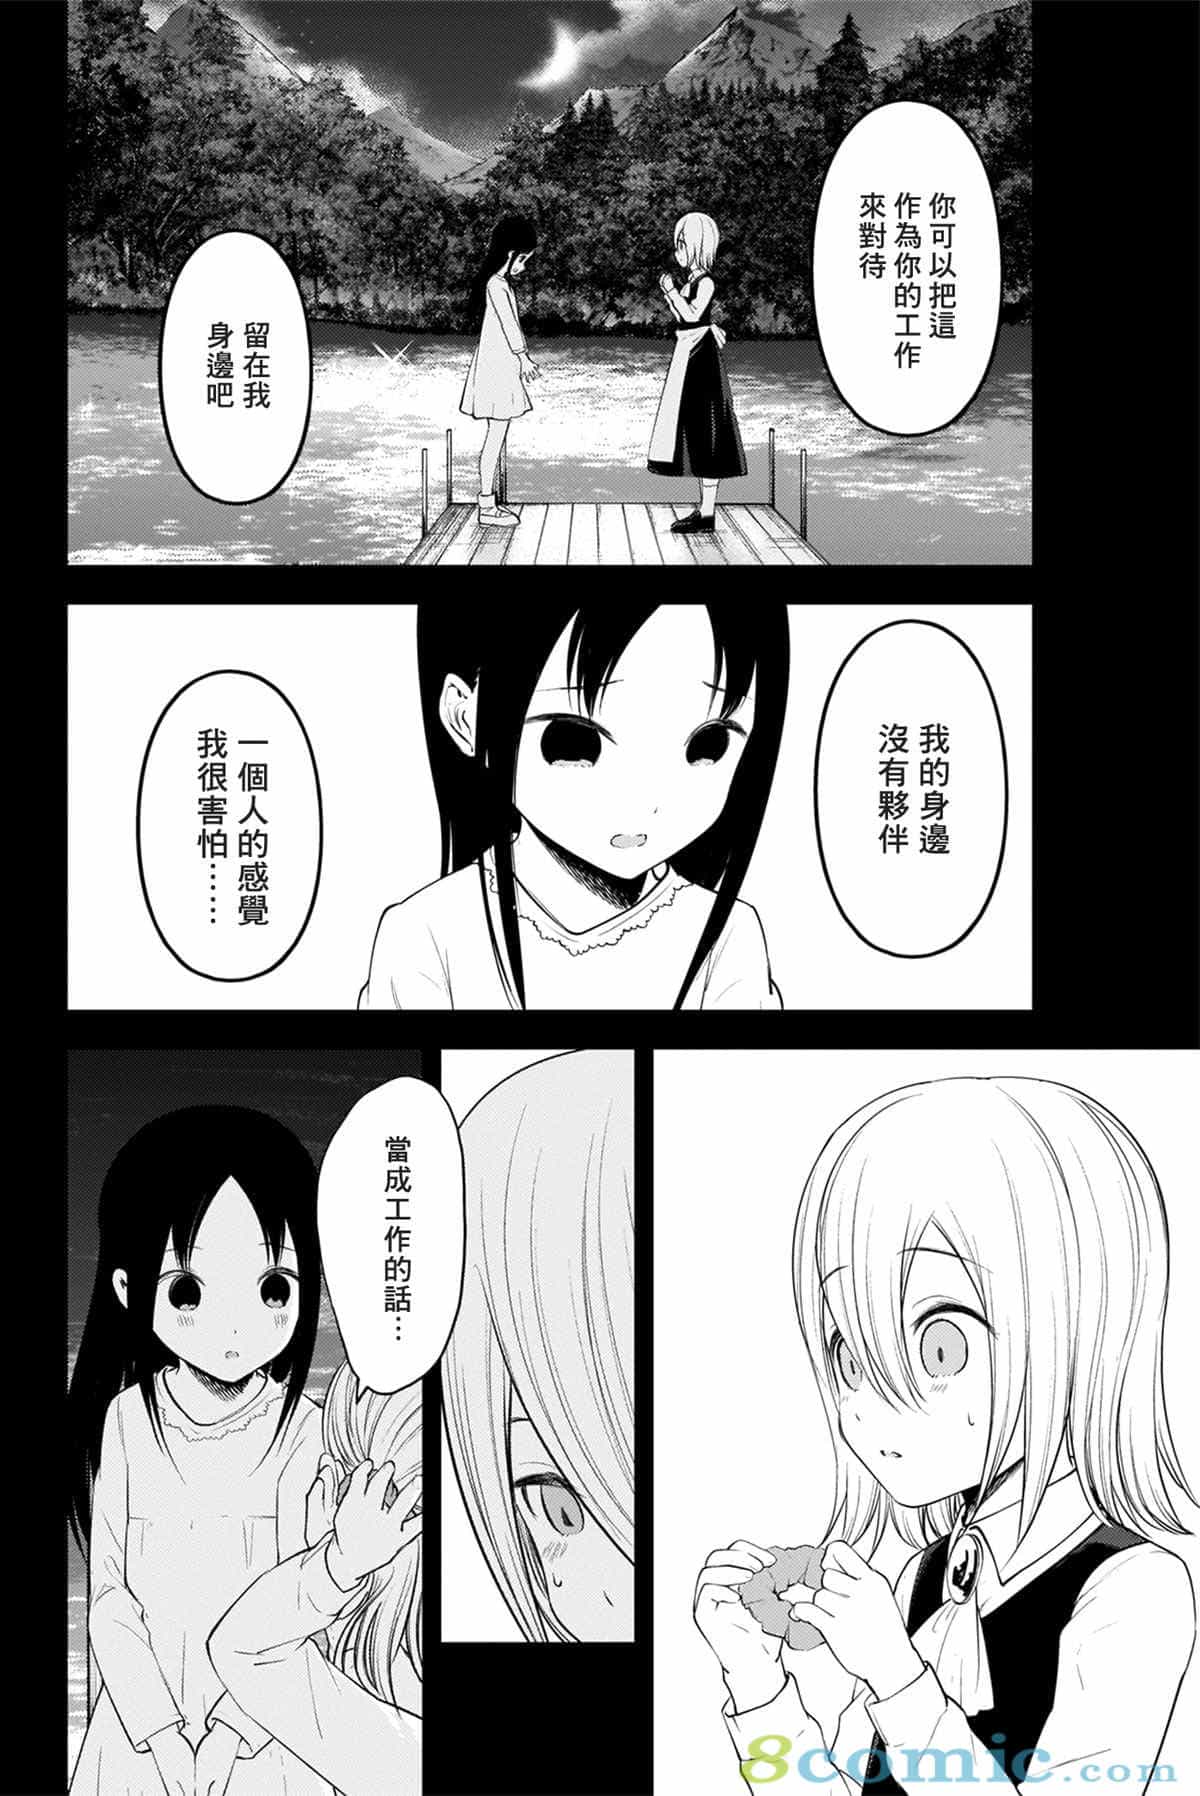 你可以把這
作為你的工作
來對待
留在我
身邊吧
我的身邊
沒有夥伴
一個人的感覺
我很害怕……
當成工作的話…
8comic.com